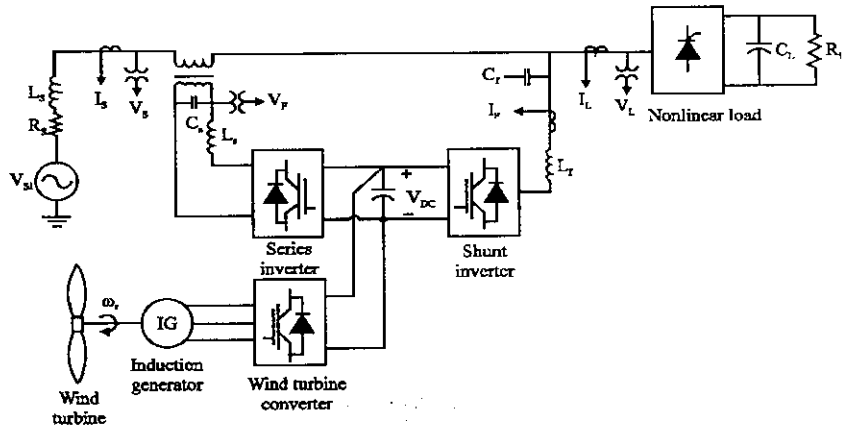 L_S
R_S
V_Si
I_S
V_S
C_s
L_s
V_F
C_f
I_F
L_f
I_L
V_L
C_L
Nonlinear load
V_DC
+
−
Series
inverter
Shunt
inverter
ω_r
IG
Wind
turbine
Induction
generator
Wind turbine
converter